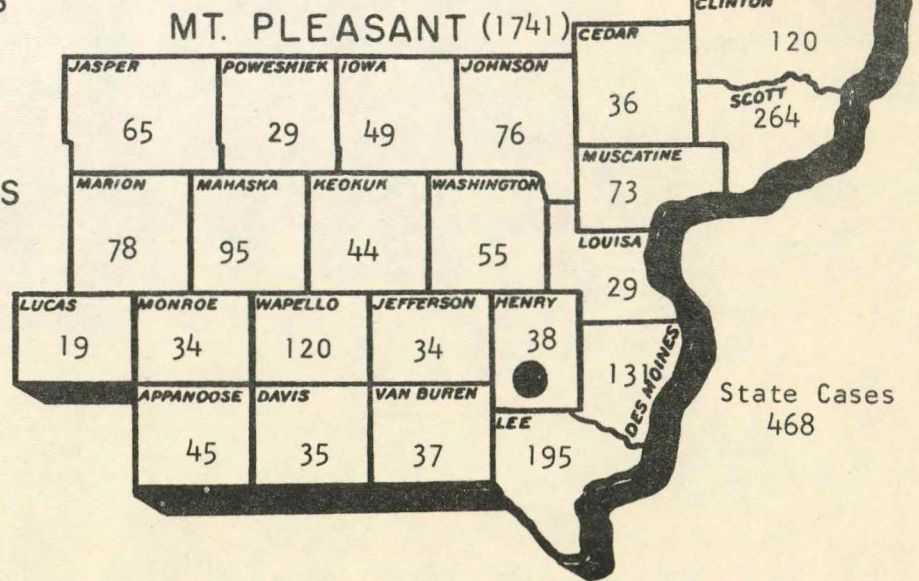 CLINTON
120
MT. PLEASANT (1741)
CEDAR
36
SCOTT
264
JASPER
65
POWESHIEK
29
IOWA
49
JOHNSON
76
MUSCATINE
73
S
MARION
78
MAHASKA
95
KEOKUK
44
WASHINGTON
55
LOUISA
29
LUCAS
19
MONROE
34
WAPELLO
120
JEFFERSON
34
HENRY
38
131
DES MOINES
State Cases
468
APPANOOSE
45
DAVIS
35
VAN BUREN
37
LEE
195